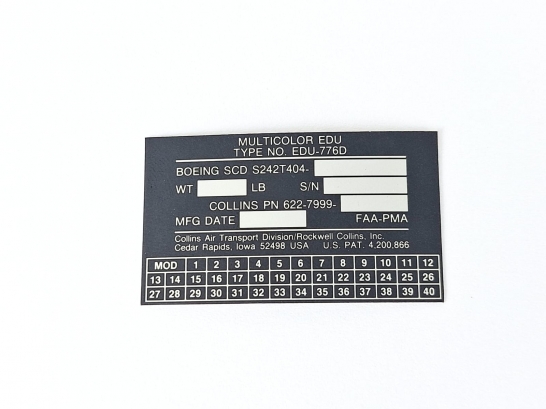 MULTICOLOR EDU
TYPE NO. EDU-776D
BOEING SCD S242T404-
WT LB S/N
COLLINS PN 622-7999-
MFG DATE FAA-PMA
Collins Air Transport Division/Rockwell Collins, Inc.
Cedar Rapids, Iowa 52498 USA U.S. PAT. 4,200,866
MOD 1 2 3 4 5 6 7 8 9 10 11 12
13 14 15 16 17 18 19 20 21 22 23 24 25 26
27 28 29 30 31 32 33 34 35 36 37 38 39 40